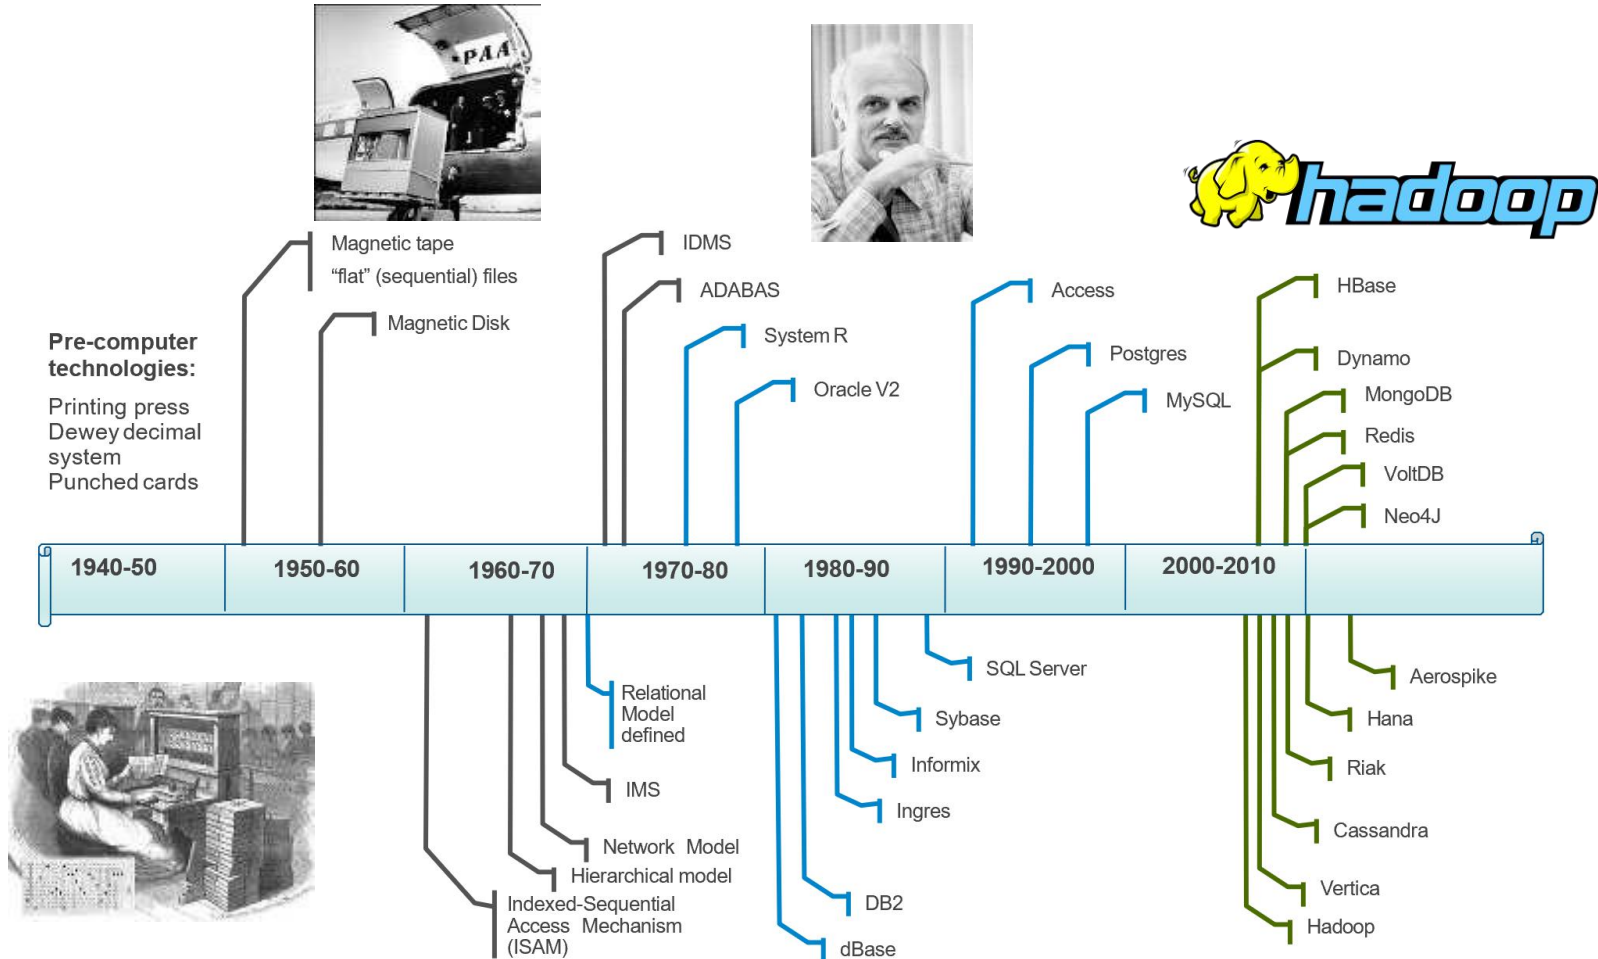 PAA
hadoop
Magnetic tape
“flat” (sequential) files
Magnetic Disk
Pre-computer
technologies:
Printing press
Dewey decimal
system
Punched cards
IDMS
ADABAS
System R
Oracle V2
Access
Postgres
MySQL
HBase
Dynamo
MongoDB
Redis
VoltDB
Neo4J
1940-50
1950-60
1960-70
1970-80
1980-90
1990-2000
2000-2010
Relational
Model
defined
IMS
Network Model
Hierarchical model
Indexed-Sequential
Access Mechanism
(ISAM)
SQL Server
Sybase
Informix
Ingres
DB2
dBase
Aerospike
Hana
Riak
Cassandra
Vertica
Hadoop